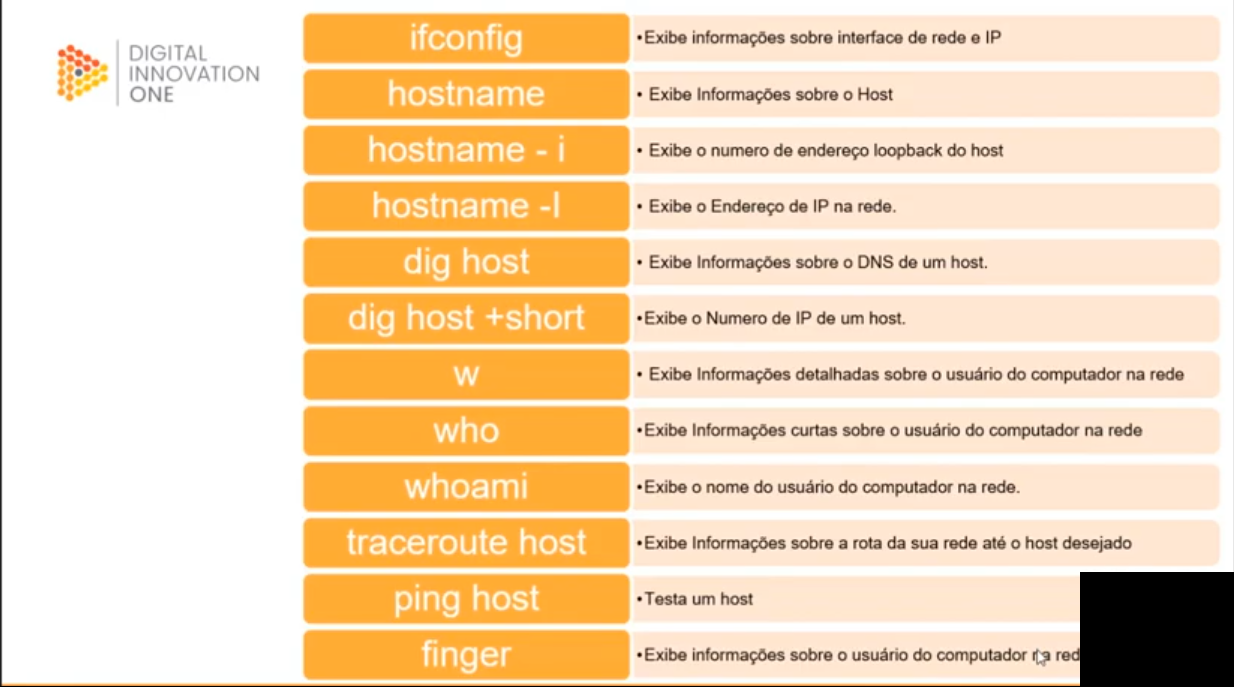 DIGITAL
INNOVATION
ONE
ifconfig
•Exibe informações sobre interface de rede e IP
hostname
• Exibe Informações sobre o Host
hostname - i
• Exibe o numero de endereço loopback do host
hostname -I
• Exibe o Endereço de IP na rede.
dig host
• Exibe Informações sobre o DNS de um host.
dig host +short
•Exibe o Numero de IP de um host.
w
• Exibe Informações detalhadas sobre o usuário do computador na rede
who
•Exibe Informações curtas sobre o usuário do computador na rede
whoami
•Exibe o nome do usuário do computador na rede.
traceroute host
•Exibe Informações sobre a rota da sua rede até o host desejado
ping host
•Testa um host
finger
•Exibe informações sobre o usuário do computador na red